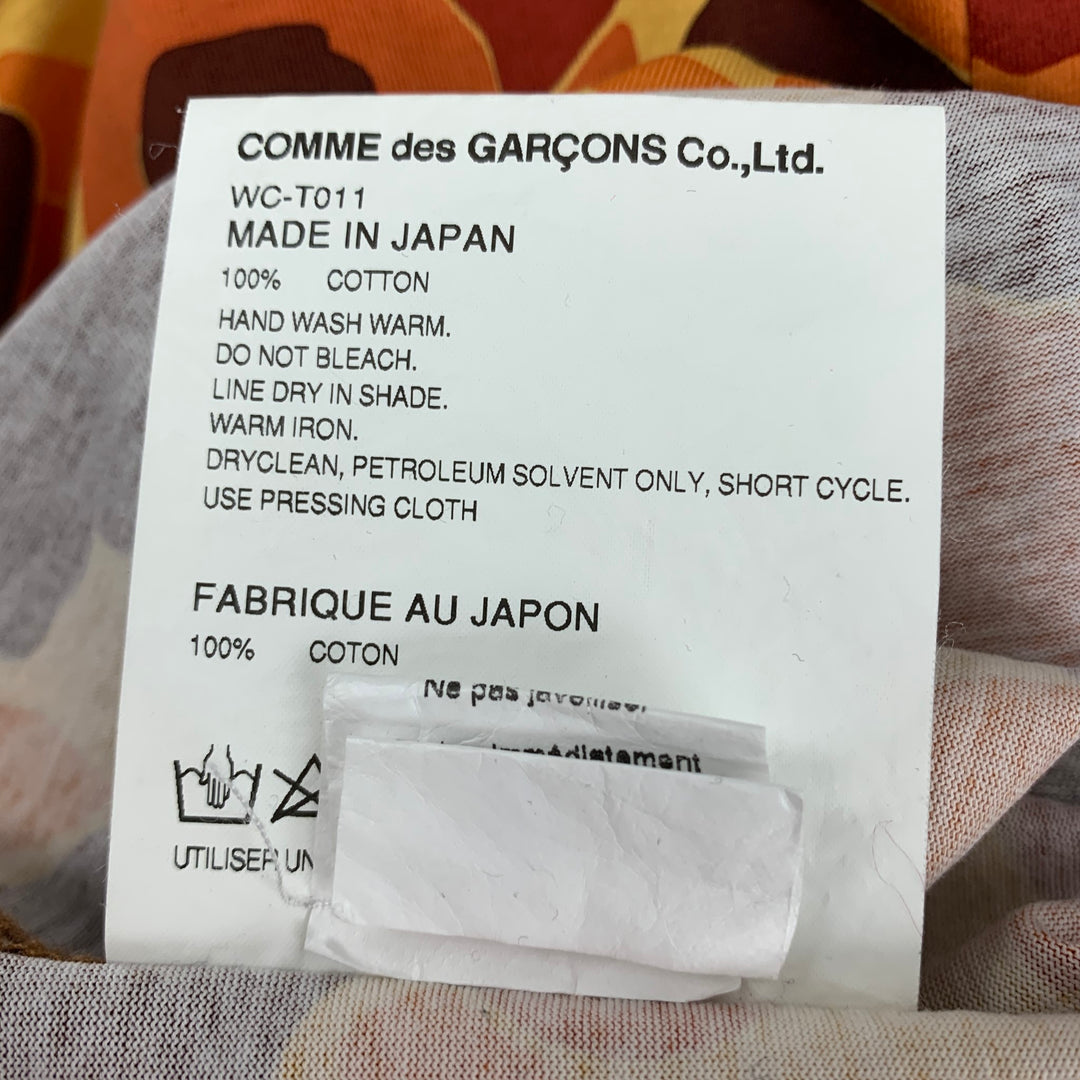 COMME des GARÇONS Co.,Ltd.
WC-T011
MADE IN JAPAN
100% COTTON
HAND WASH WARM.
DO NOT BLEACH.
LINE DRY IN SHADE.
WARM IRON.
DRYCLEAN, PETROLEUM SOLVENT ONLY, SHORT CYCLE.
USE PRESSING CLOTH
FABRIQUE AU JAPON
100% COTON
Ne pas
UTILISER UN